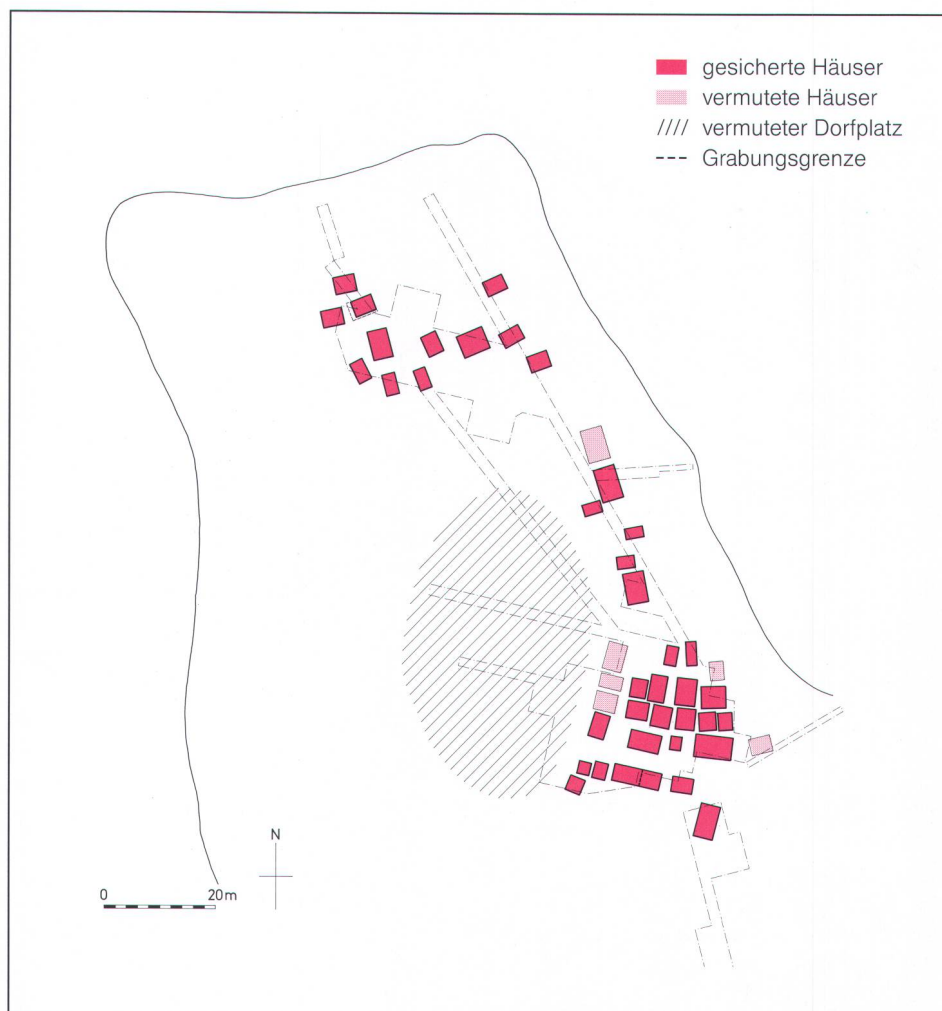 gesicherte Häuser
vermutete Häuser
vermuteter Dorfplatz
Grabungsgrenze
N
0 20m